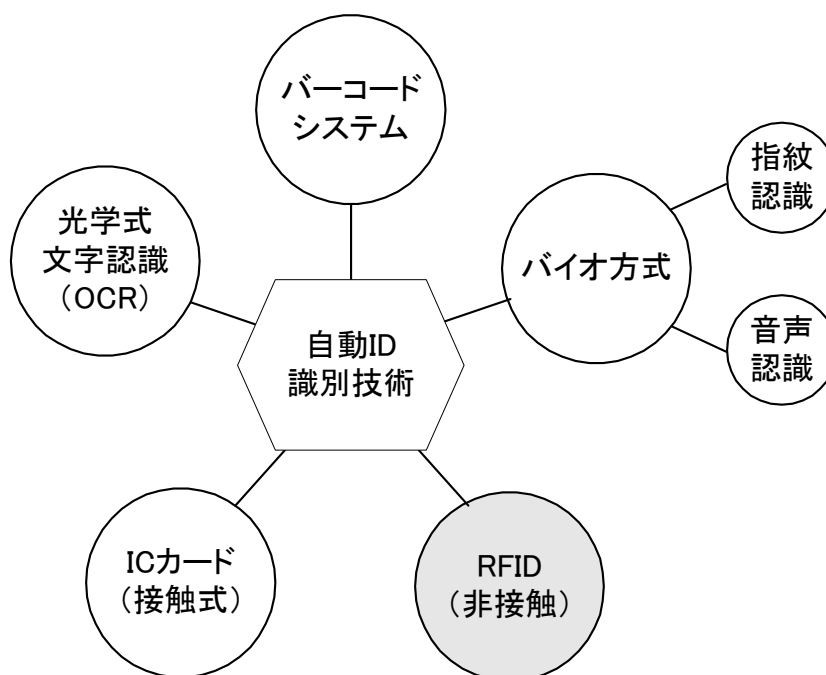 バーコード
システム
指紋
認識
光学式
文字認識
（OCR）
バイオ方式
自動ID
識別技術
音声
認識
ICカード
（接触式）
RFID
（非接触）